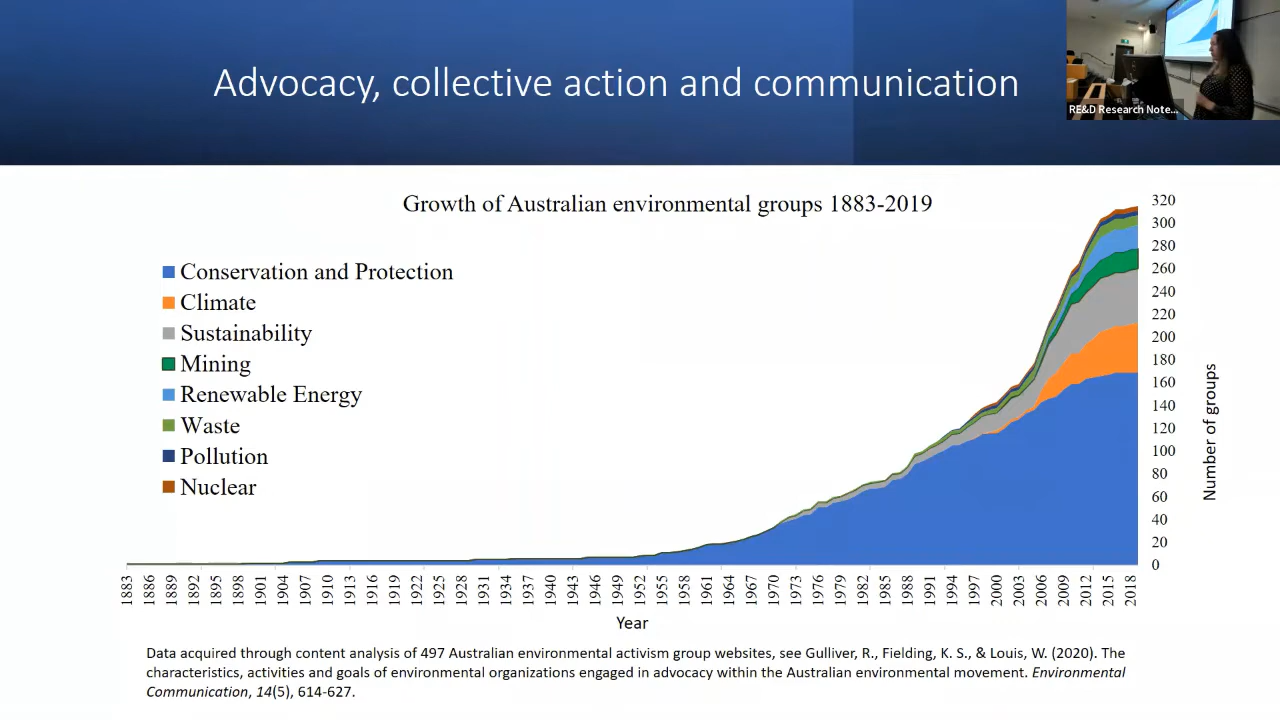 Advocacy, collective action and communication
RE&D Research Note...
Growth of Australian environmental groups 1883-2019
Conservation and Protection
Climate
Sustainability
Mining
Renewable Energy
Waste
Pollution
Nuclear
320
300
280
260
240
220
200
180
160
140
120
100
80
60
40
20
0
Number of groups
1883 1886 1889 1892 1895 1898 1901 1904 1907 1910 1913 1916 1919 1922 1925 1928 1931 1934 1937 1940 1943 1946 1949 1952 1955 1958 1961 1964 1967 1970 1973 1976 1979 1982 1985 1988 1991 1994 1997 2000 2003 2006 2009 2012 2015 2018
Year
Data acquired through content analysis of 497 Australian environmental activism group websites, see Gulliver, R., Fielding, K. S., & Louis, W. (2020). The
characteristics, activities and goals of environmental organizations engaged in advocacy within the Australian environmental movement. Environmental
Communication, 14(5), 614-627.